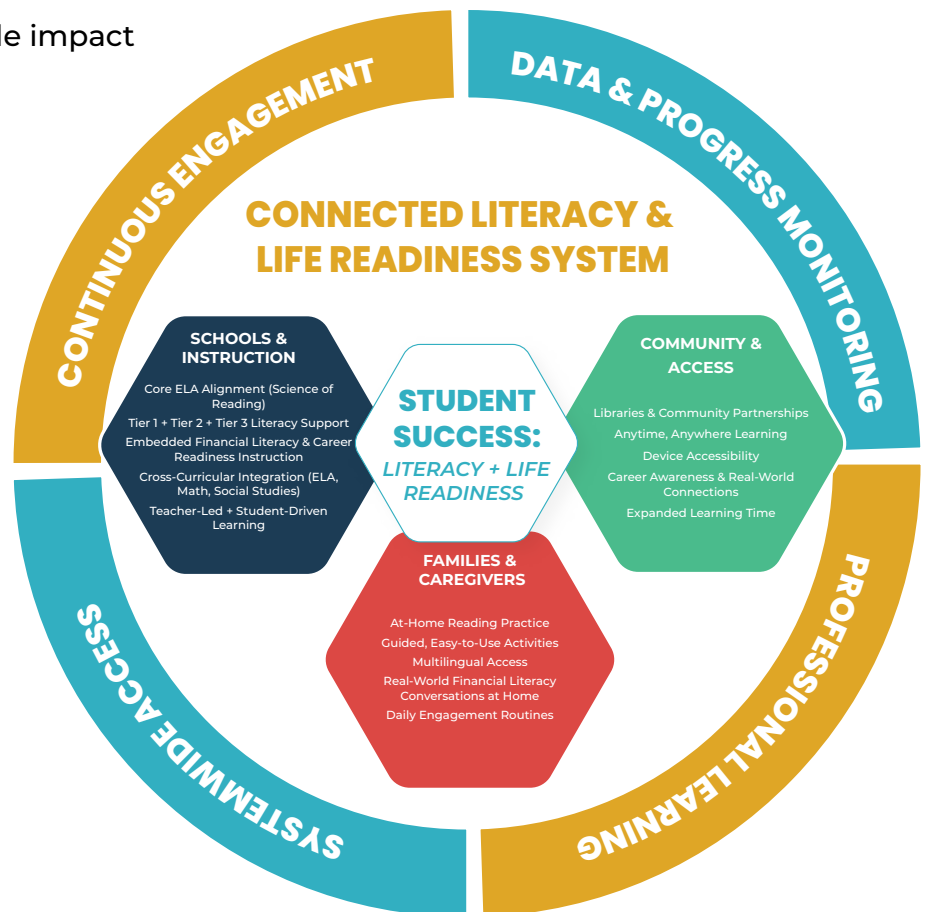 impact
CONTINUOUS ENGAGEMENT
DATA & PROGRESS MONITORING
CONNECTED LITERACY &
LIFE READINESS SYSTEM
SCHOOLS &
INSTRUCTION
Core ELA Alignment (Science of
Reading)
Tier 1 + Tier 2 + Tier 3 Literacy Support
Embedded Financial Literacy & Career
Readiness Instruction
Cross-Curricular Integration (ELA,
Math, Social Studies)
Teacher-Led + Student-Driven
Learning
STUDENT
SUCCESS:
LITERACY + LIFE
READINESS
COMMUNITY &
ACCESS
Libraries & Community Partnerships
Anytime, Anywhere Learning
Device Accessibility
Career Awareness & Real-World
Connections
Expanded Learning Time
FAMILIES &
CAREGIVERS
At-Home Reading Practice
Guided, Easy-to-Use Activities
Multilingual Access
Real-World Financial Literacy
Conversations at Home
Daily Engagement Routines
SYSTEMWIDE ACCESS
PROFESSIONAL LEARNING